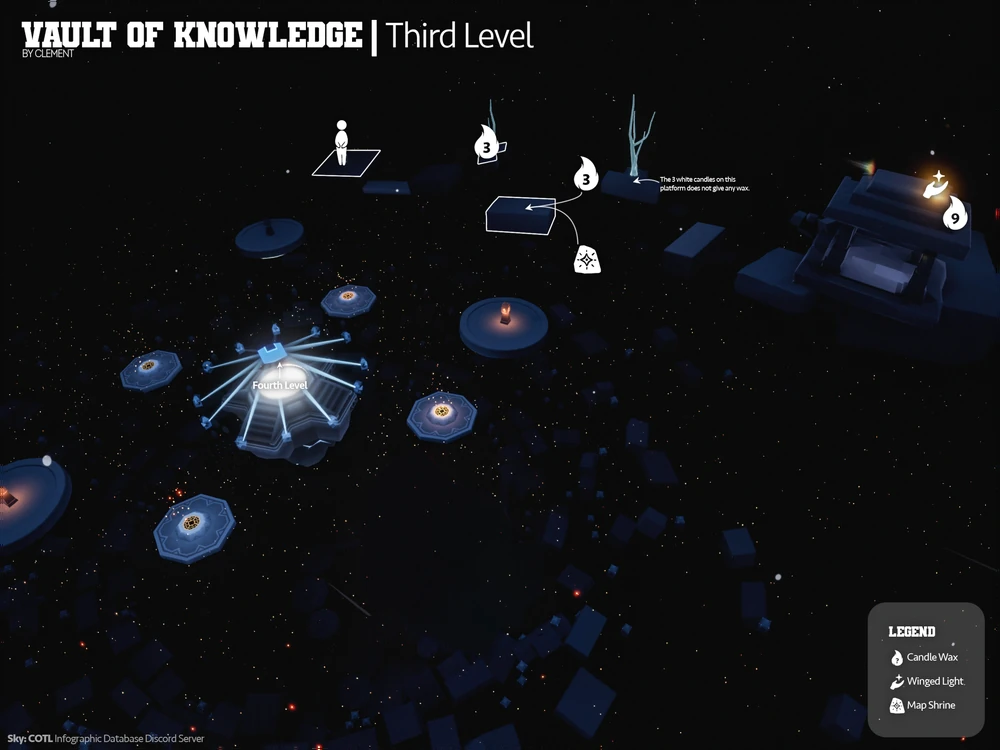 VAULT OF KNOWLEDGE | Third Level
BY CLEMENT
3
3
The 3 white candles on this
platform does not give any wax.
9
Fourth Level
LEGEND
?
Candle Wax
Winged Light
Map Shrine
Sky: COTL Infographic Database Discord Server